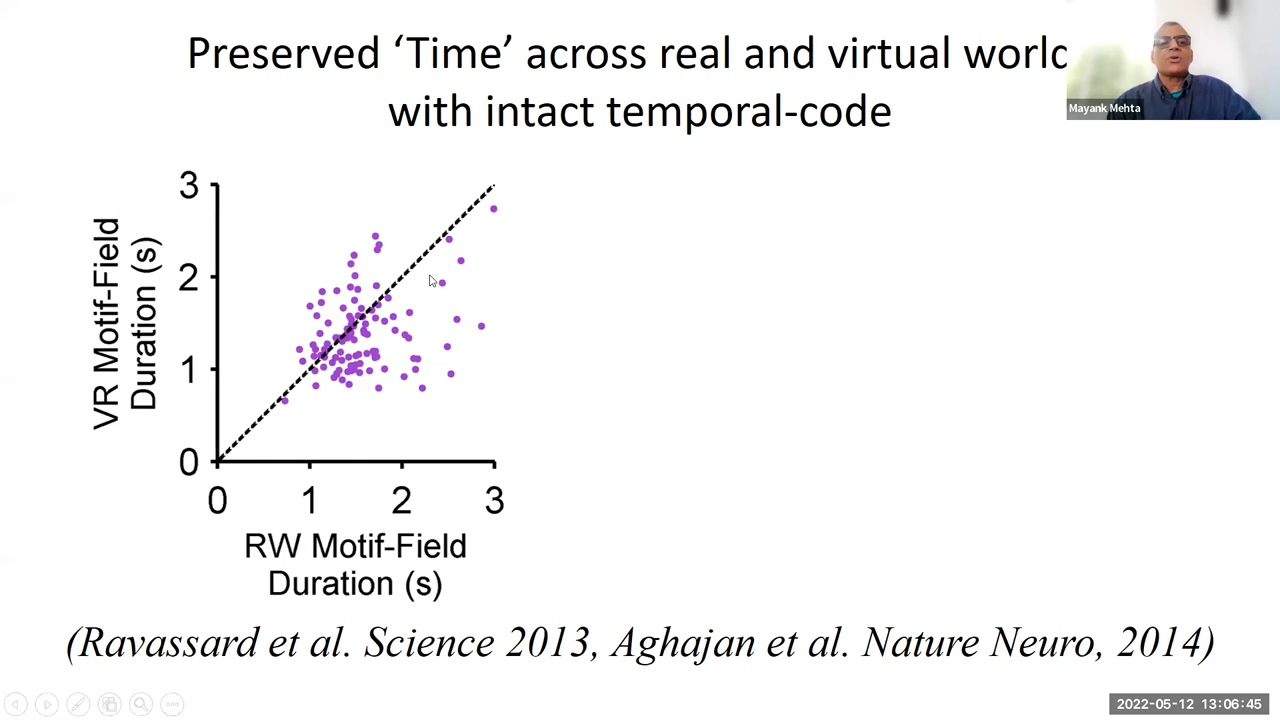 Preserved ‘Time’ across real and virtual world
with intact temporal-code
Mayank Mehta
VR Motif-Field
Duration (s)
3
2
1
0
0 1 2 3
RW Motif-Field
Duration (s)
(Ravassard et al. Science 2013, Aghajan et al. Nature Neuro, 2014)
2022-05-12 13:06:45